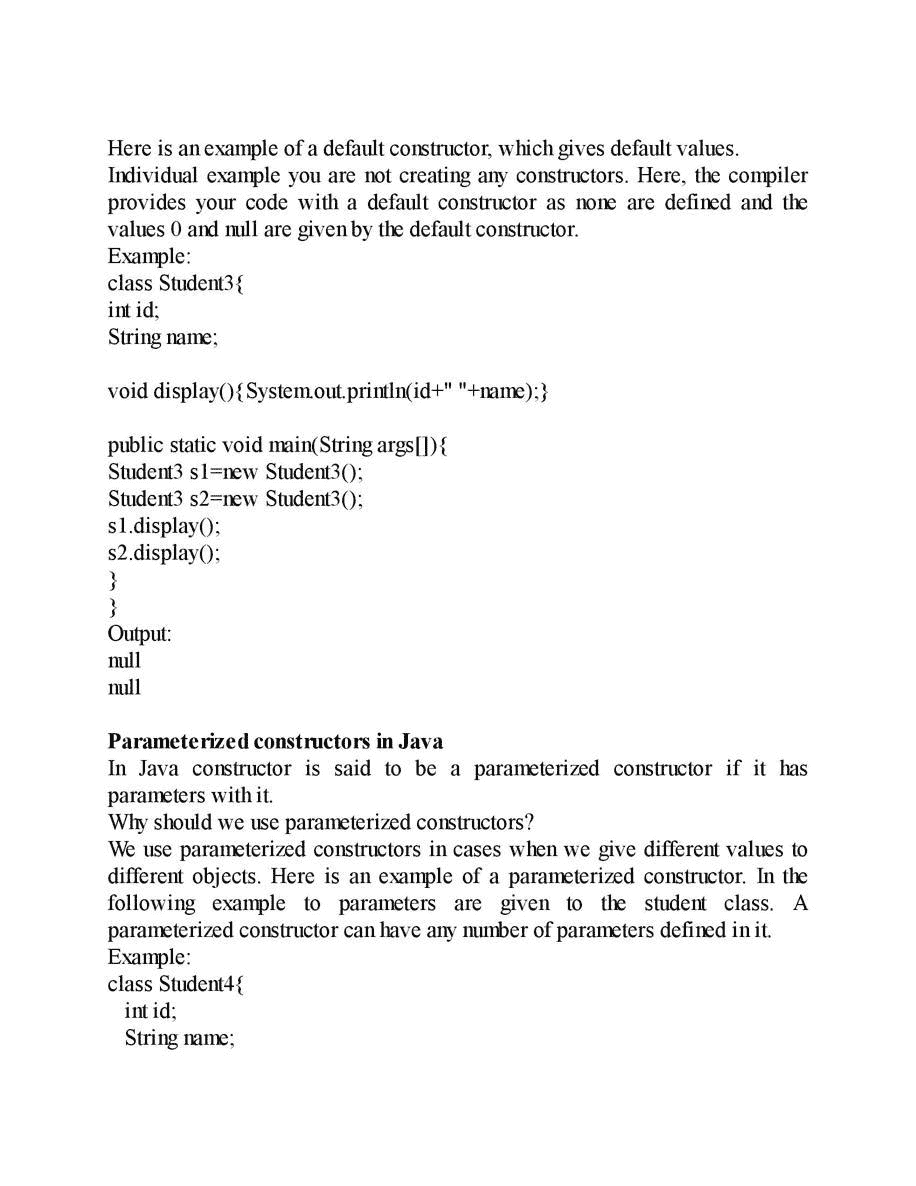 Here is an example of a default constructor, which gives default values.
Individual example you are not creating any constructors. Here, the compiler
provides your code with a default constructor as none are defined and the
values 0 and null are given by the default constructor.
Example:
class Student3{
int id;
String name;
void display(){System.out.println(id+" "+name);}
public static void main(String args[]){
Student3 s1=new Student3();
Student3 s2=new Student3();
s1.display();
s2.display();
}
}
Output:
null
null
Parameterized constructors in Java
In Java constructor is said to be a parameterized constructor if it has
parameters with it.
Why should we use parameterized constructors?
We use parameterized constructors in cases when we give different values to
different objects. Here is an example of a parameterized constructor. In the
following example to parameters are given to the student class. A
parameterized constructor can have any number of parameters defined in it.
Example:
class Student4{
int id;
String name;